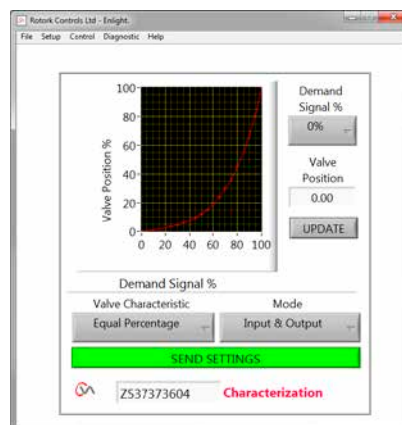 Rotork Controls Ltd - Enlight.
File Setup Control Diagnostic Help
100
80
60
40
20
0
Valve Position %
0 20 40 60 80 100
Demand Signal %
Demand
Signal %
0%
Valve
Position
0.00
UPDATE
Valve Characteristic
Equal Percentage
Mode
Input & Output
SEND SETTINGS
ZS37373604
Characterization